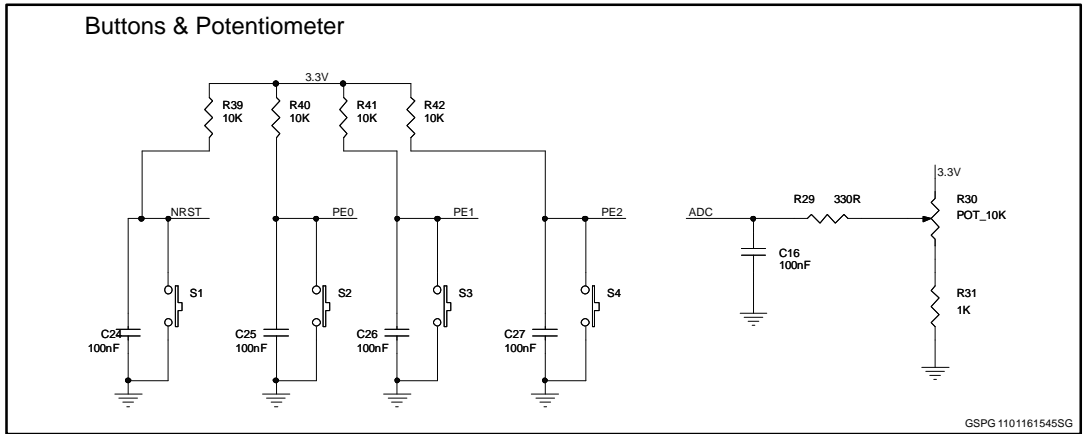 Buttons & Potentiometer
3.3V
R39
10K
R40
10K
R41
10K
R42
10K
NRST
PE0
PE1
PE2
S1
S2
S3
S4
C24
100nF
C25
100nF
C26
100nF
C27
100nF
ADC
R29 330R
C16
100nF
3.3V
R30
POT_10K
R31
1K
GSPG1101161545SG